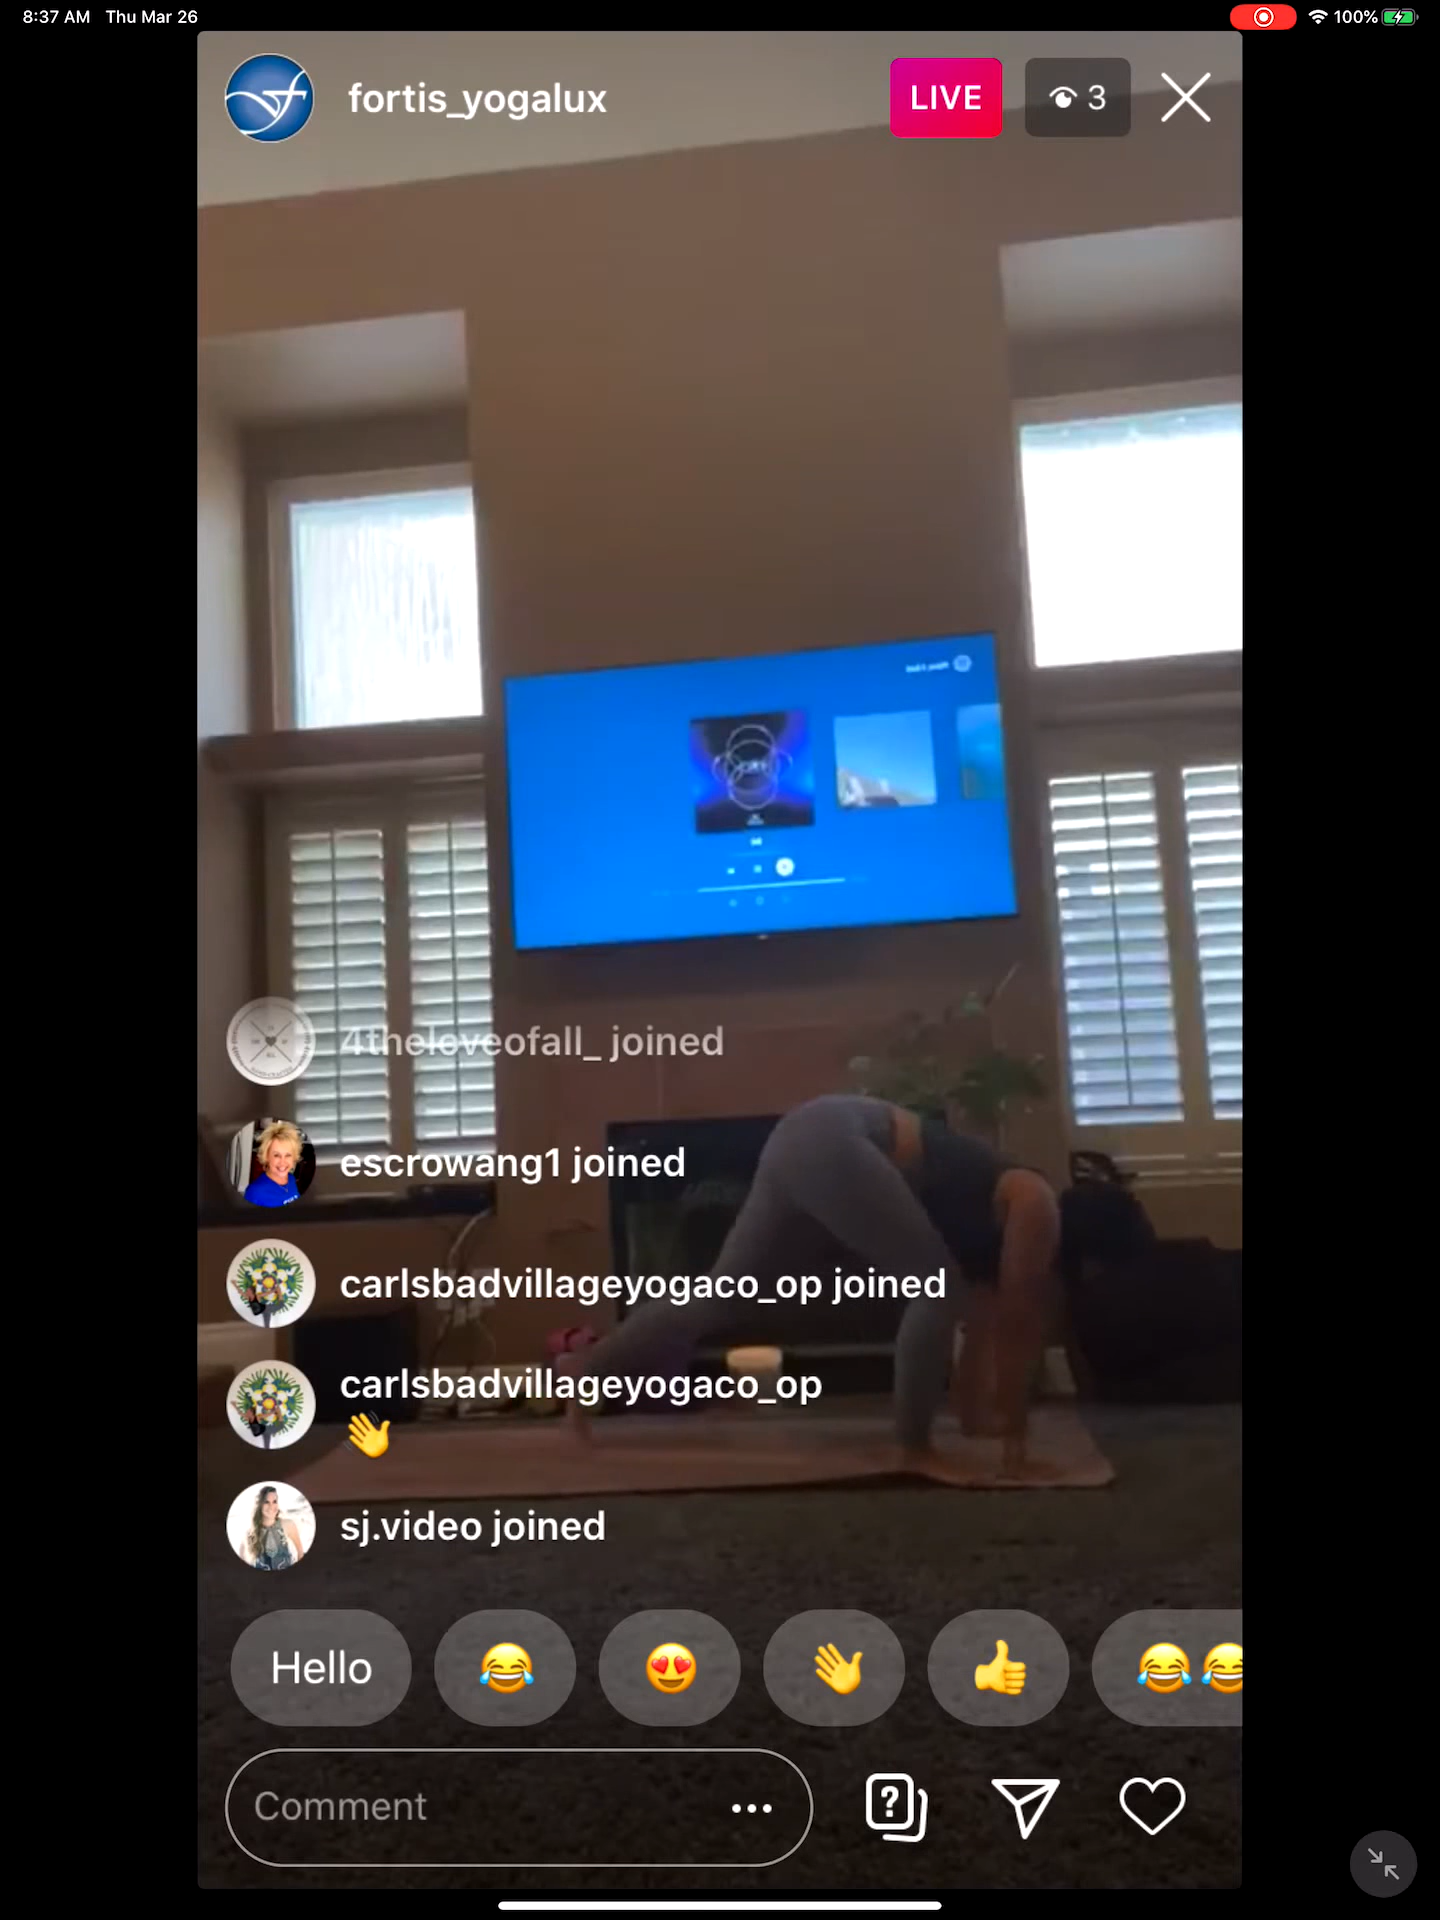 8:37 AM Thu Mar 26
100%
fortis_yogalux
LIVE
3
4theloveofall_ joined
escrowang1 joined
carlsbadvillageyogaco_op joined
carlsbadvillageyogaco_op
👋
sj.video joined
Hello 😂 😍 👋 👍 😂😂
Comment